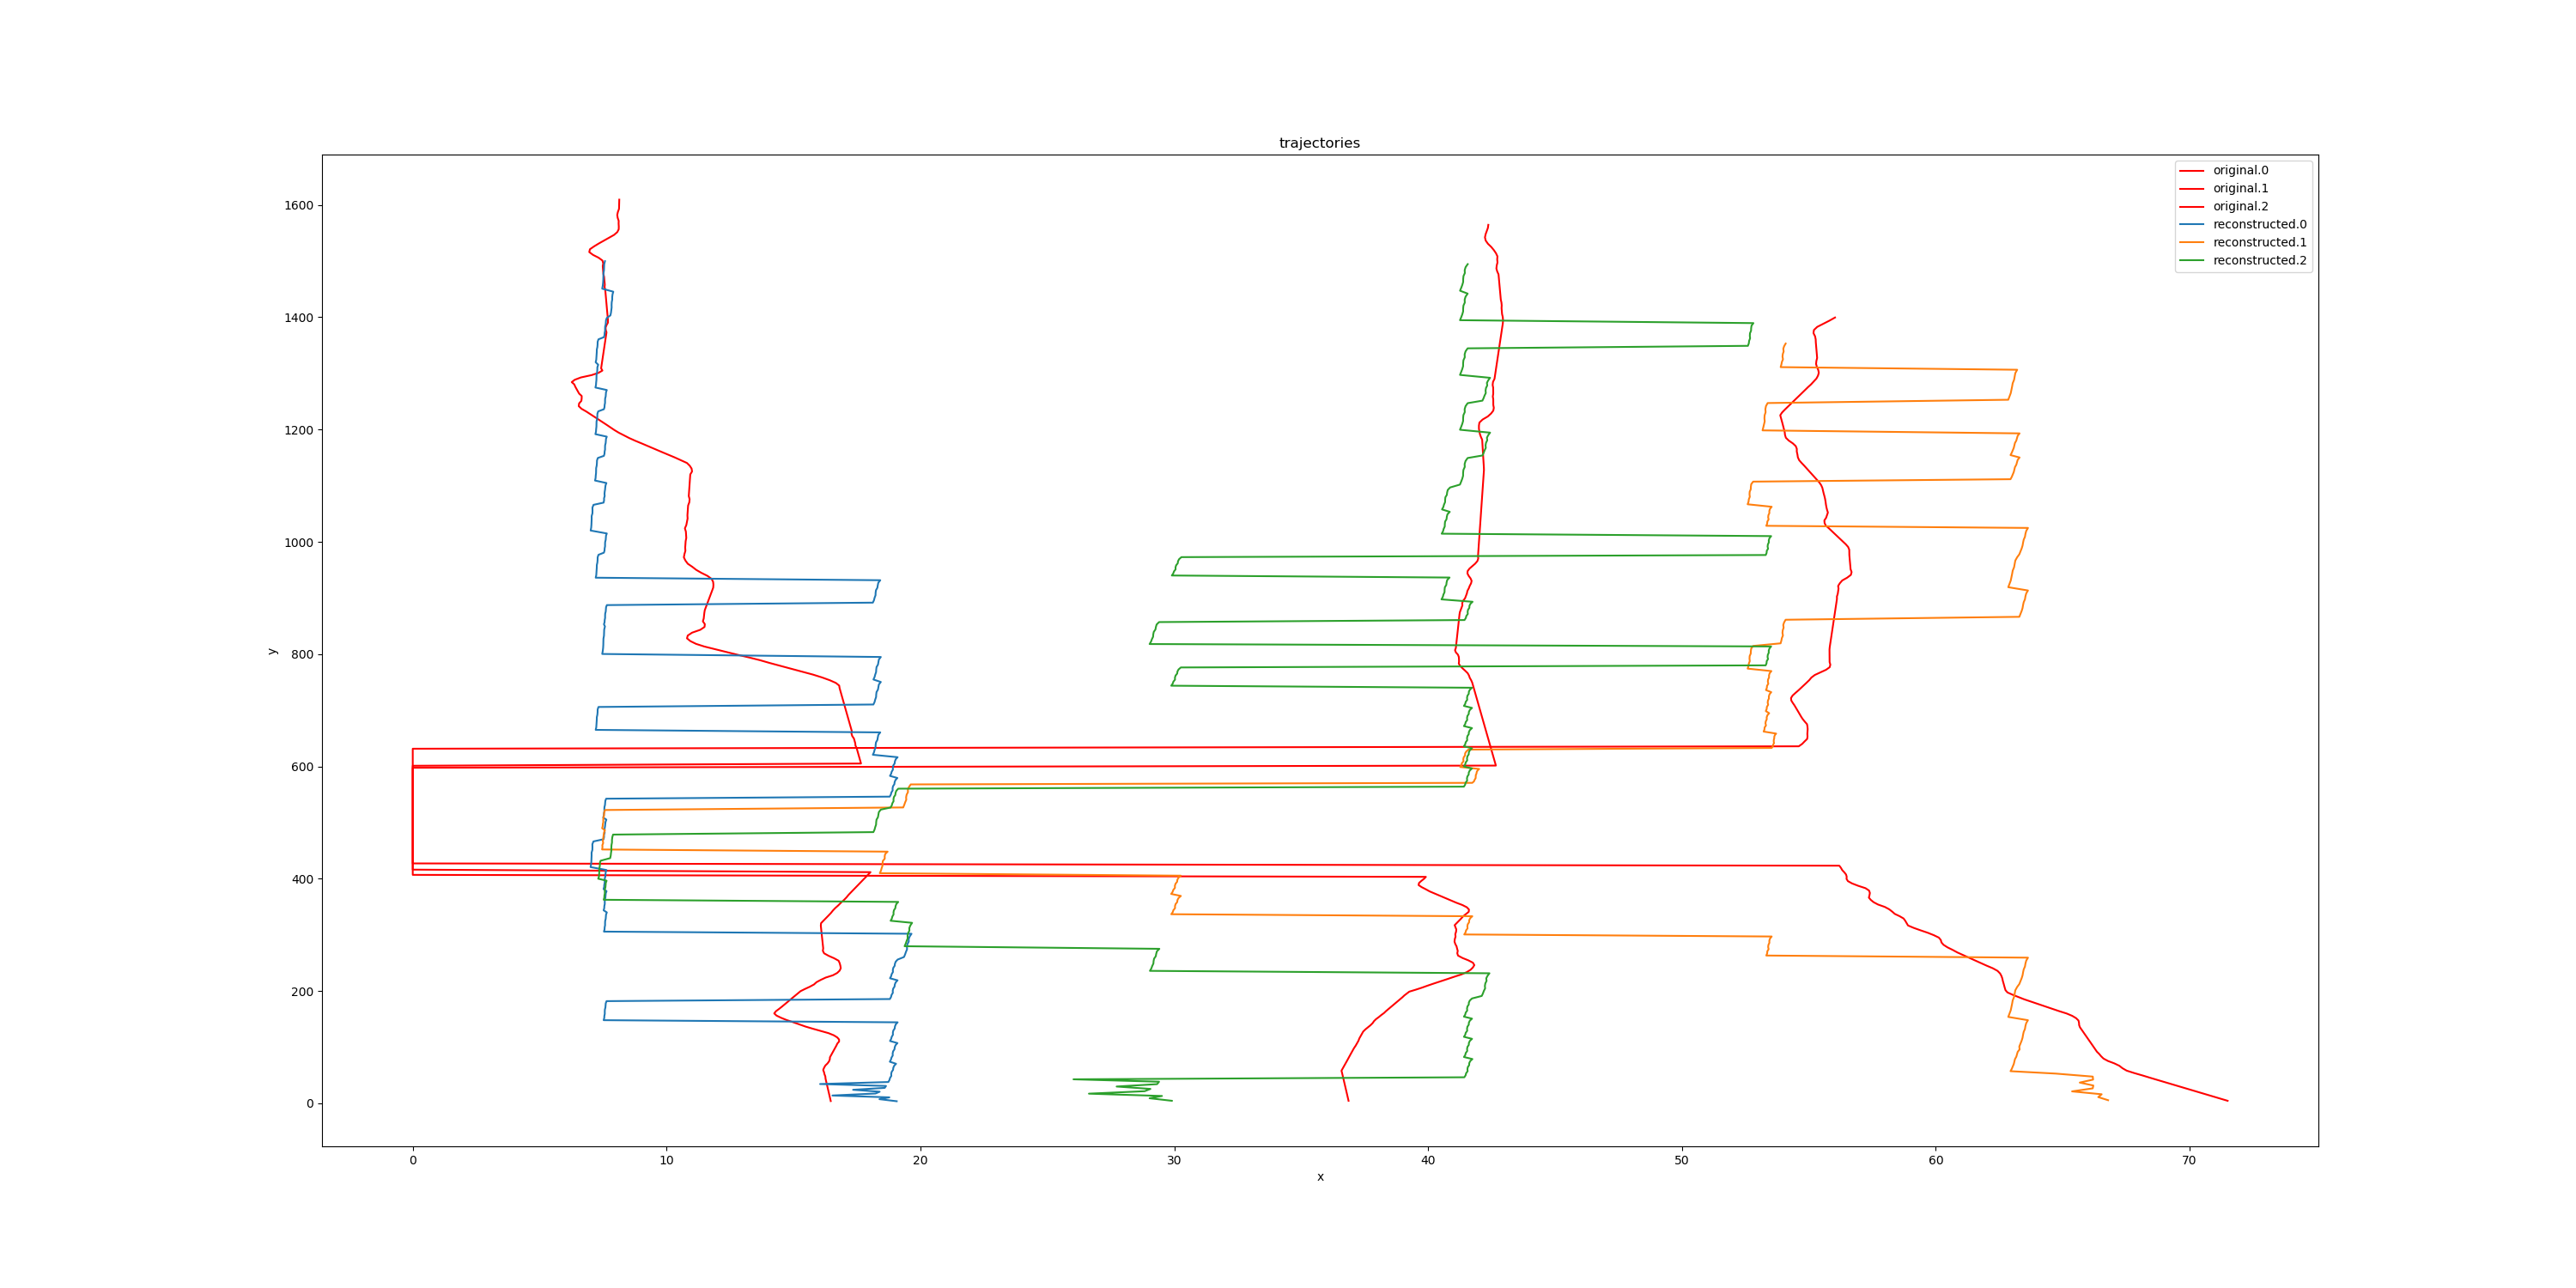 trajectories
original.0
original.1
original.2
reconstructed.0
reconstructed.1
reconstructed.2
1600
1400
1200
1000
800
600
400
200
0
y
0 10 20 30 40 50 60 70
x